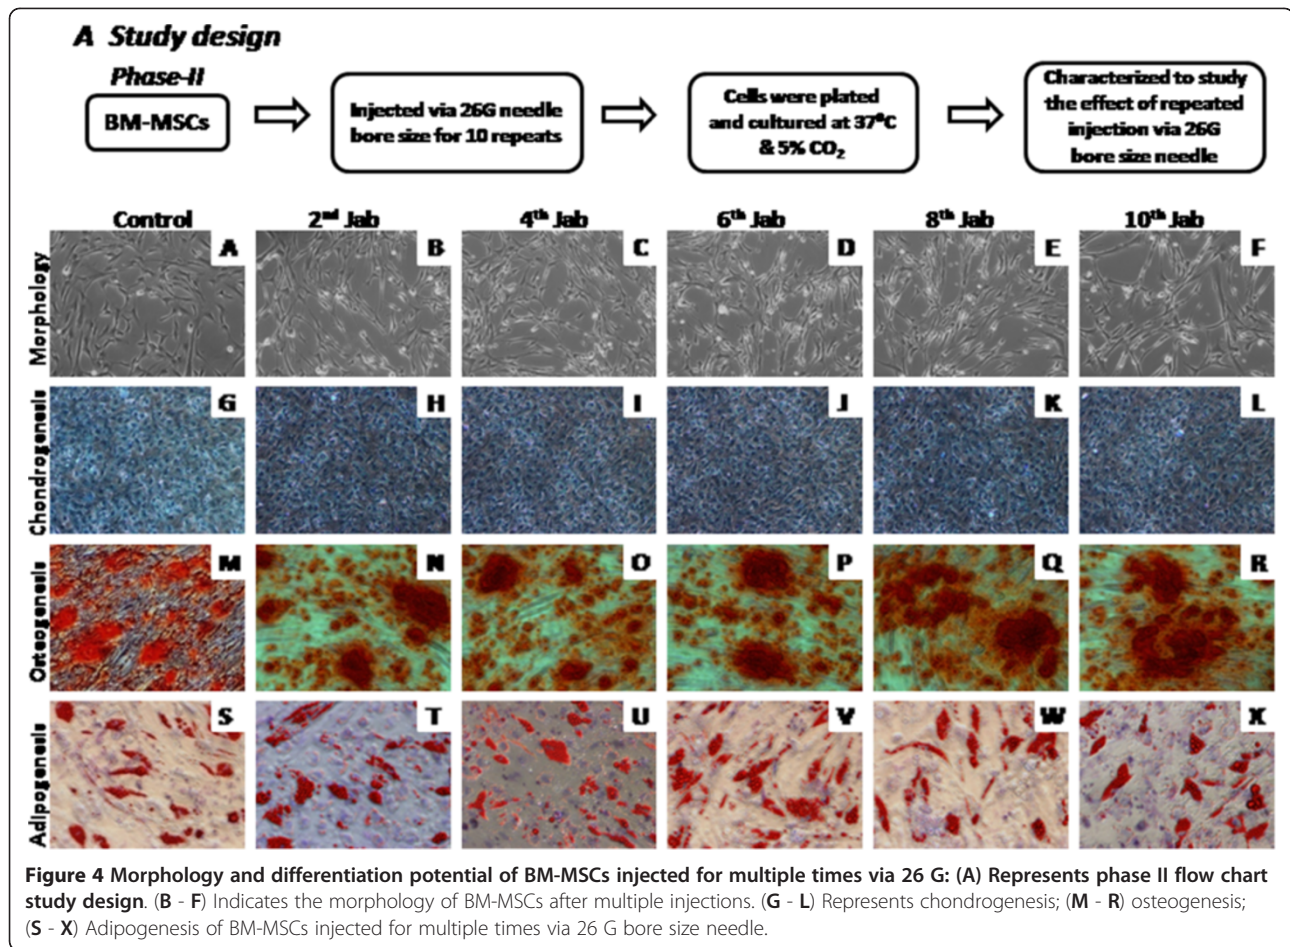 A Study design
Phase-II
BM-MSCs
Injected via 26G needle
bore size for 10 repeats
Cells were plated
and cultured at 37⁰C
& 5% CO₂
Characterized to study
the effect of repeated
injection via 26G
bore size needle
Control 2ⁿᵈ Jab 4ᵗʰ Jab 6ᵗʰ Jab 8ᵗʰ Jab 10ᵗʰ Jab
Morphology
A B C D E F
Chondrogenesis
G H I J K L
Osteogenesis
M N O P Q R
Adipogenesis
S T U V W X
Figure 4 Morphology and differentiation potential of BM-MSCs injected for multiple times via 26 G: (A) Represents phase II flow chart
study design. (B - F) Indicates the morphology of BM-MSCs after multiple injections. (G - L) Represents chondrogenesis; (M - R) osteogenesis;
(S - X) Adipogenesis of BM-MSCs injected for multiple times via 26 G bore size needle.